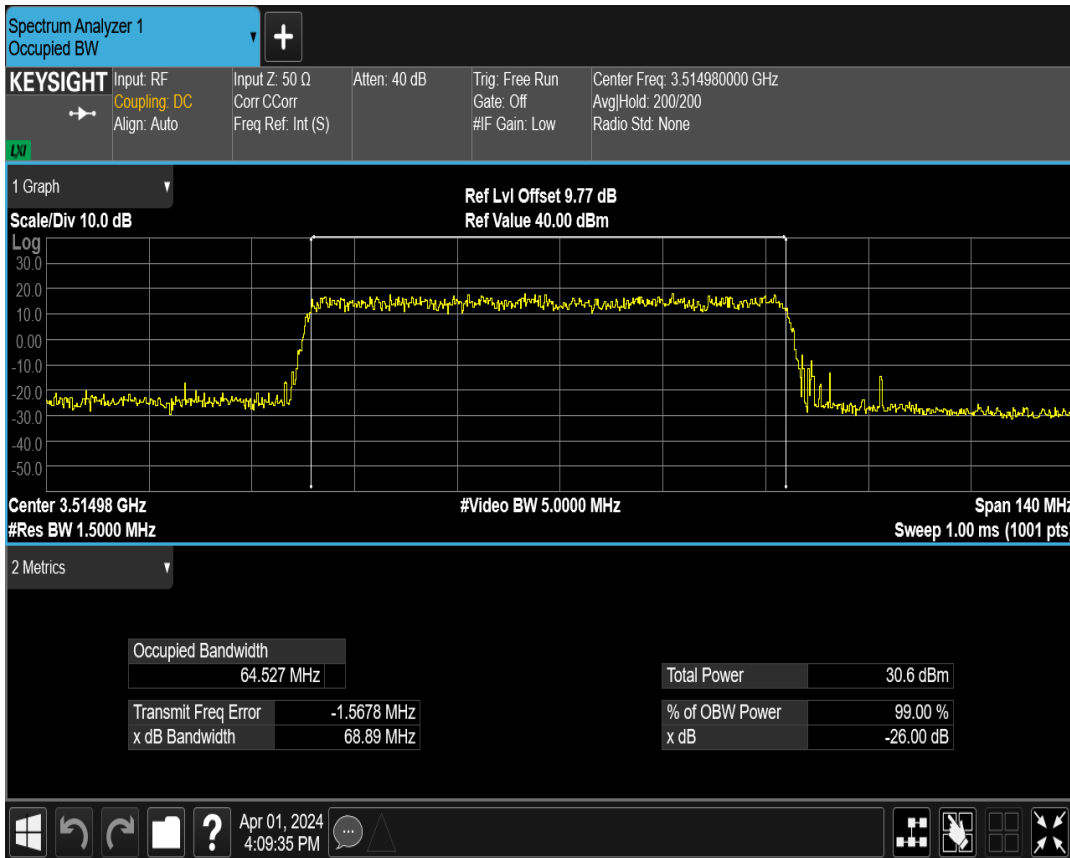 Spectrum Analyzer 1
Occupied BW
+
KEYSIGHT
LXI
Input: RF
Coupling: DC
Align: Auto
Input Z: 50 Ω
Corr CCorr
Freq Ref: Int (S)
Atten: 40 dB
Trig: Free Run
Gate: Off
#IF Gain: Low
Center Freq: 3.514980000 GHz
Avg|Hold: 200/200
Radio Std: None
1 Graph
Scale/Div 10.0 dB
Ref Lvl Offset 9.77 dB
Ref Value 40.00 dBm
Log
30.0
20.0
10.0
0.00
-10.0
-20.0
-30.0
-40.0
-50.0
Center 3.51498 GHz
#Video BW 5.0000 MHz
Span 140 MHz
#Res BW 1.5000 MHz
Sweep 1.00 ms (1001 pts)
2 Metrics
Occupied Bandwidth
64.527 MHz
Transmit Freq Error -1.5678 MHz
x dB Bandwidth 68.89 MHz
Total Power 30.6 dBm
% of OBW Power 99.00 %
x dB -26.00 dB
?
Apr 01, 2024
4:09:35 PM